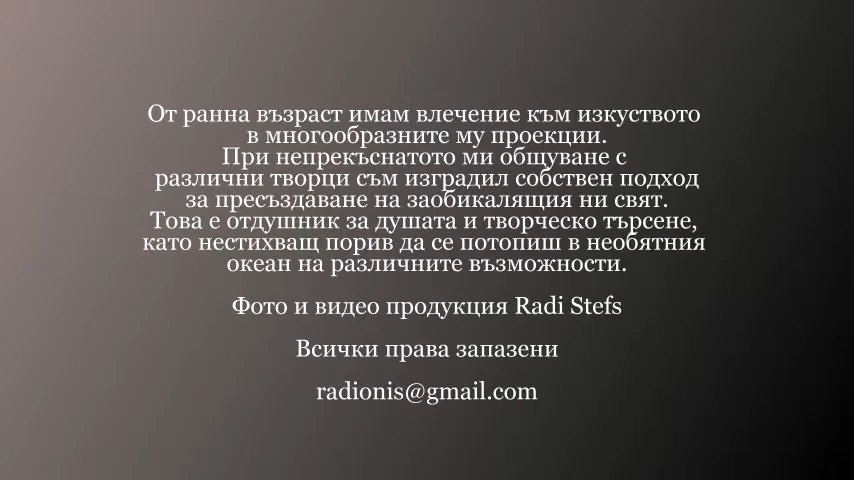 От ранна възраст имам влечение към изкуството
в многообразните му проекции.
При непрекъснатото ми общуване с
различни творци съм изградил собствен подход
за пресъздаване на заобикалящия ни свят.
Това е отдушник за душата и творческо търсене,
като нестихващ порив да се потопиш в необятния
океан на различните възможности.
Фото и видео продукция Radi Stefs
Всички права запазени
radionis@gmail.com